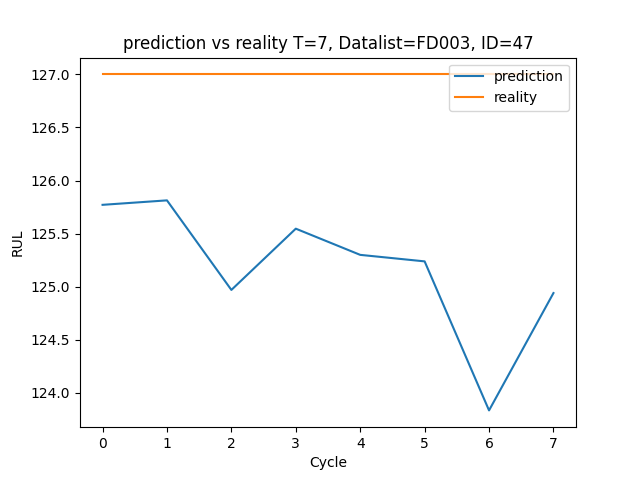 prediction vs reality T=7, Datalist=FD003, ID=47
127.0
126.5
126.0
125.5
125.0
124.5
124.0
RUL
prediction
reality
0 1 2 3 4 5 6 7
Cycle